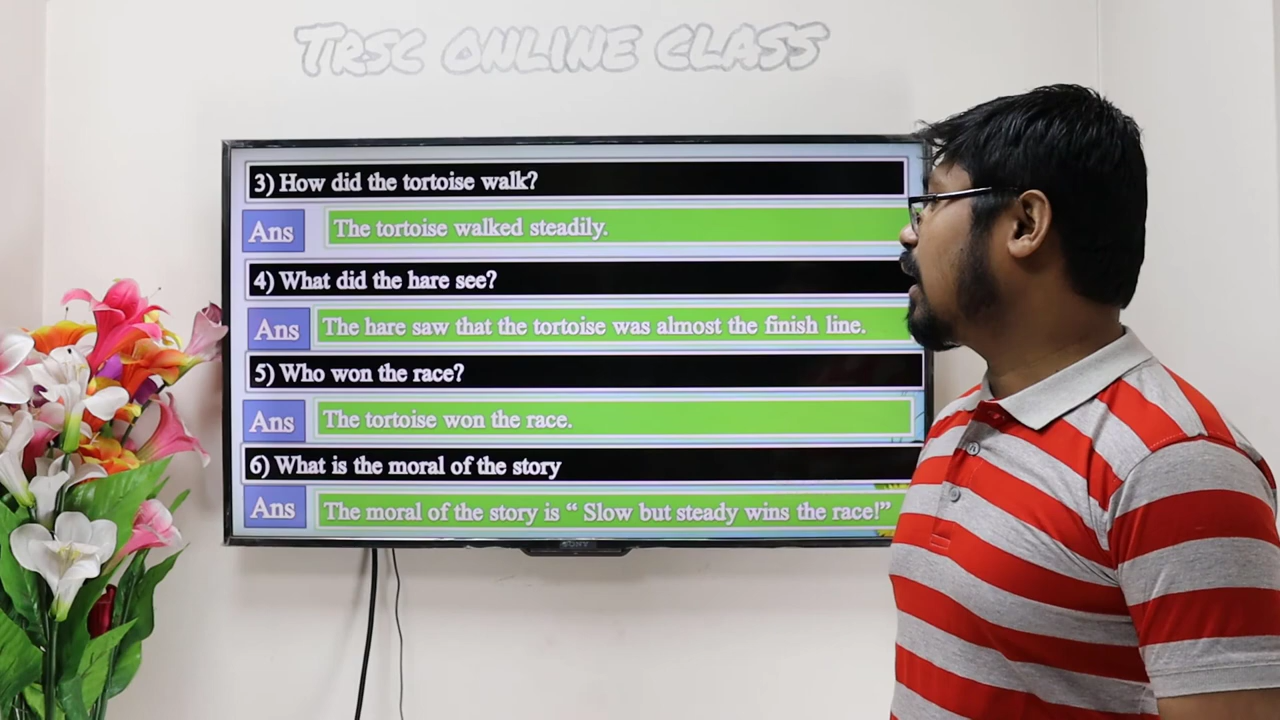 TRSC ONLINE CLASS
3) How did the tortoise walk?
Ans The tortoise walked steadily.
4) What did the hare see?
Ans The hare saw that the tortoise was almost the finish line.
5) Who won the race?
Ans The tortoise won the race.
6) What is the moral of the story
Ans The moral of the story is “ Slow but steady wins the race!”
SONY